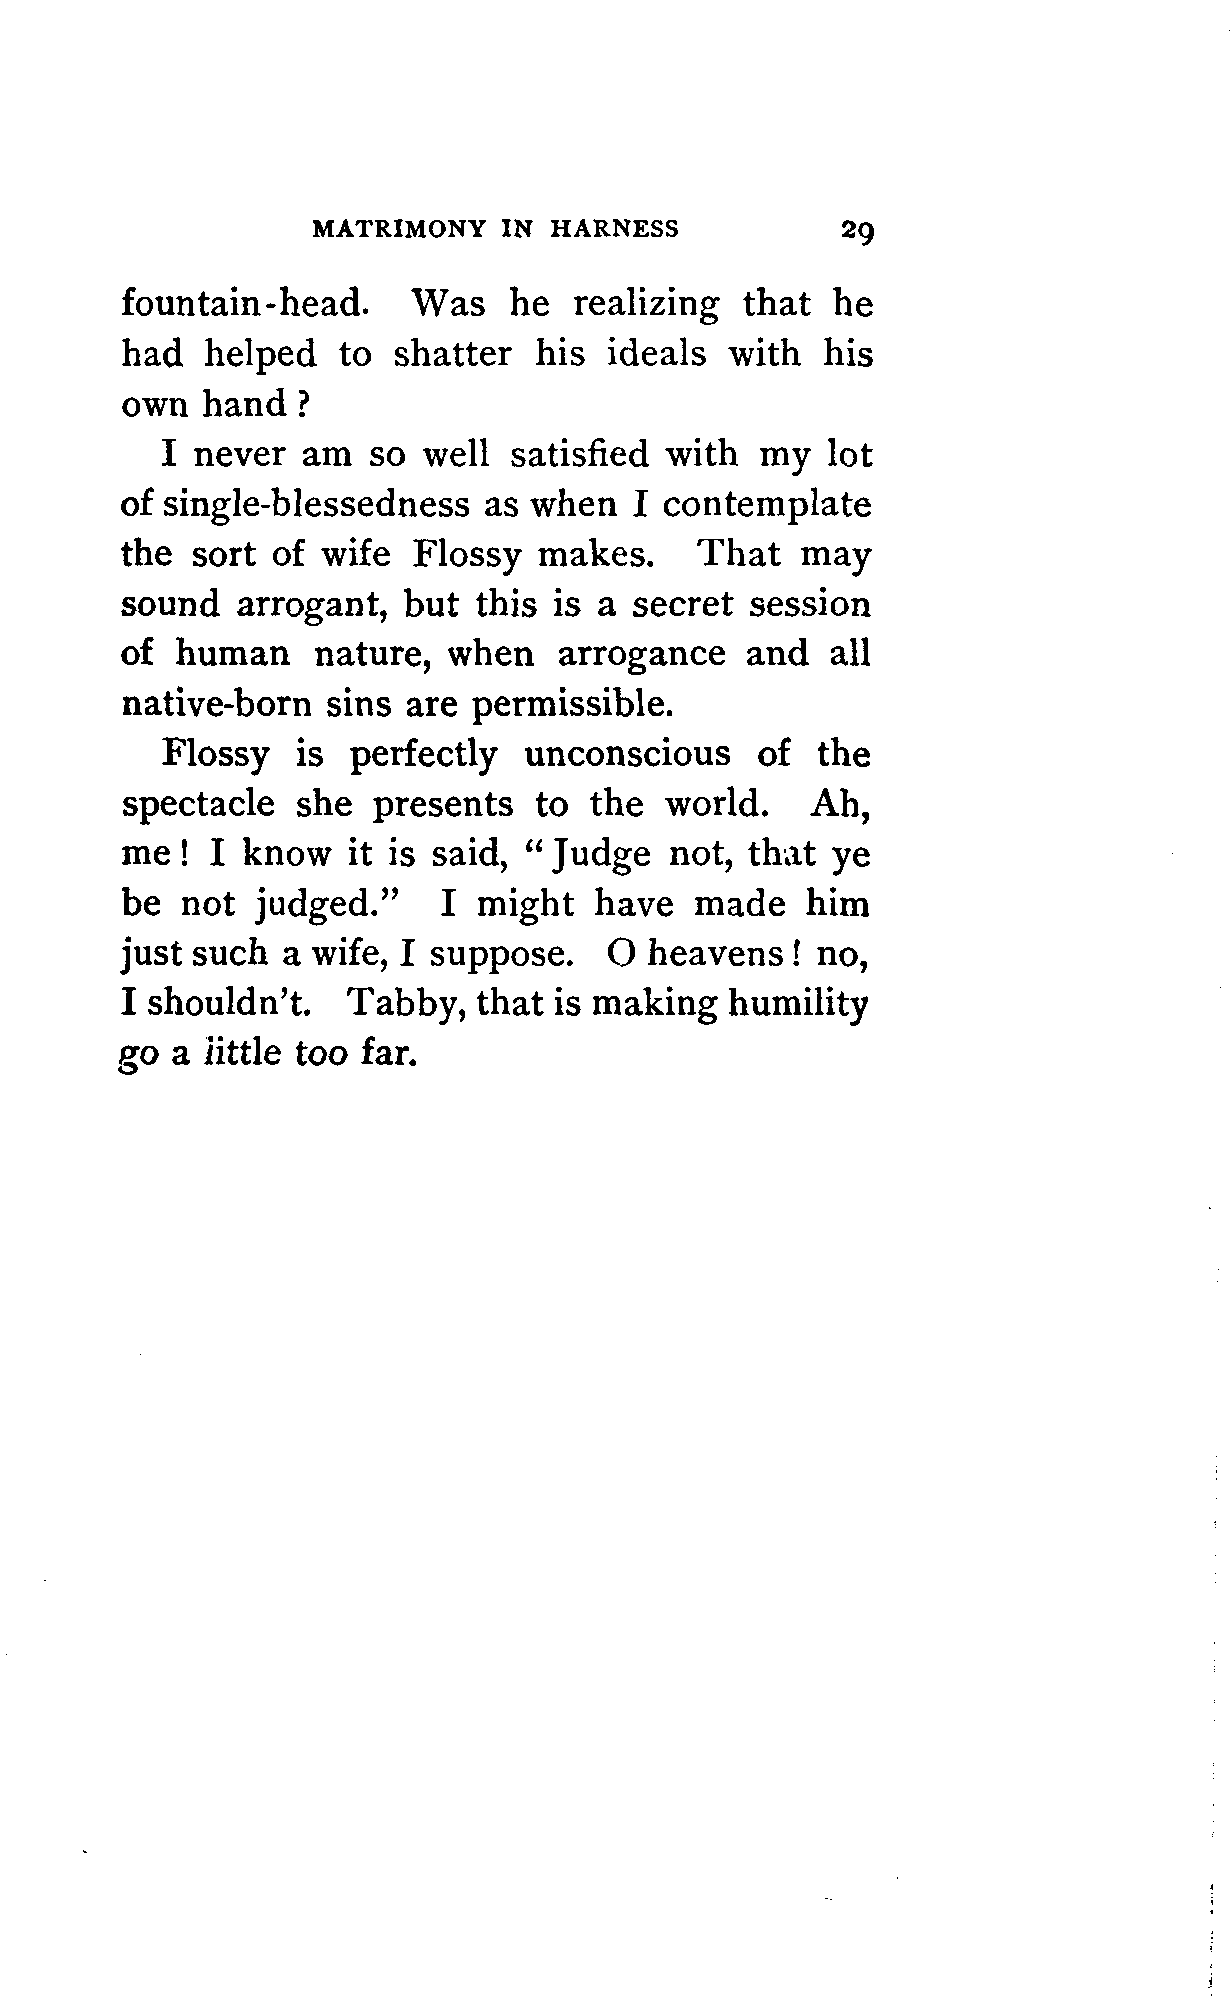 MATRIMONY IN HARNESS 29
fountain-head. Was he realizing that he
had helped to shatter his ideals with his
own hand?
I never am so well satisfied with my lot
of single-blessedness as when I contemplate
the sort of wife Flossy makes. That may
sound arrogant, but this is a secret session
of human nature, when arrogance and all
native-born sins are permissible.
Flossy is perfectly unconscious of the
spectacle she presents to the world. Ah,
me! I know it is said, "Judge not, that ye
be not judged." I might have made him
just such a wife, I suppose. O heavens! no,
I shouldn't. Tabby, that is making humility
go a little too far.